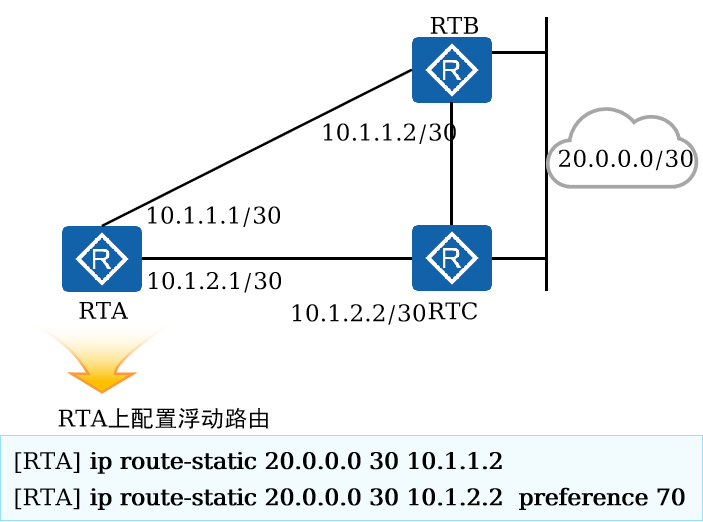 RTB
10.1.1.2/30
20.0.0.0/30
10.1.1.1/30
10.1.2.1/30
RTA
10.1.2.2/30
RTC
RTA上配置浮动路由
[RTA] ip route-static 20.0.0.0 30 10.1.1.2
[RTA] ip route-static 20.0.0.0 30 10.1.2.2 preference 70
R
R
R